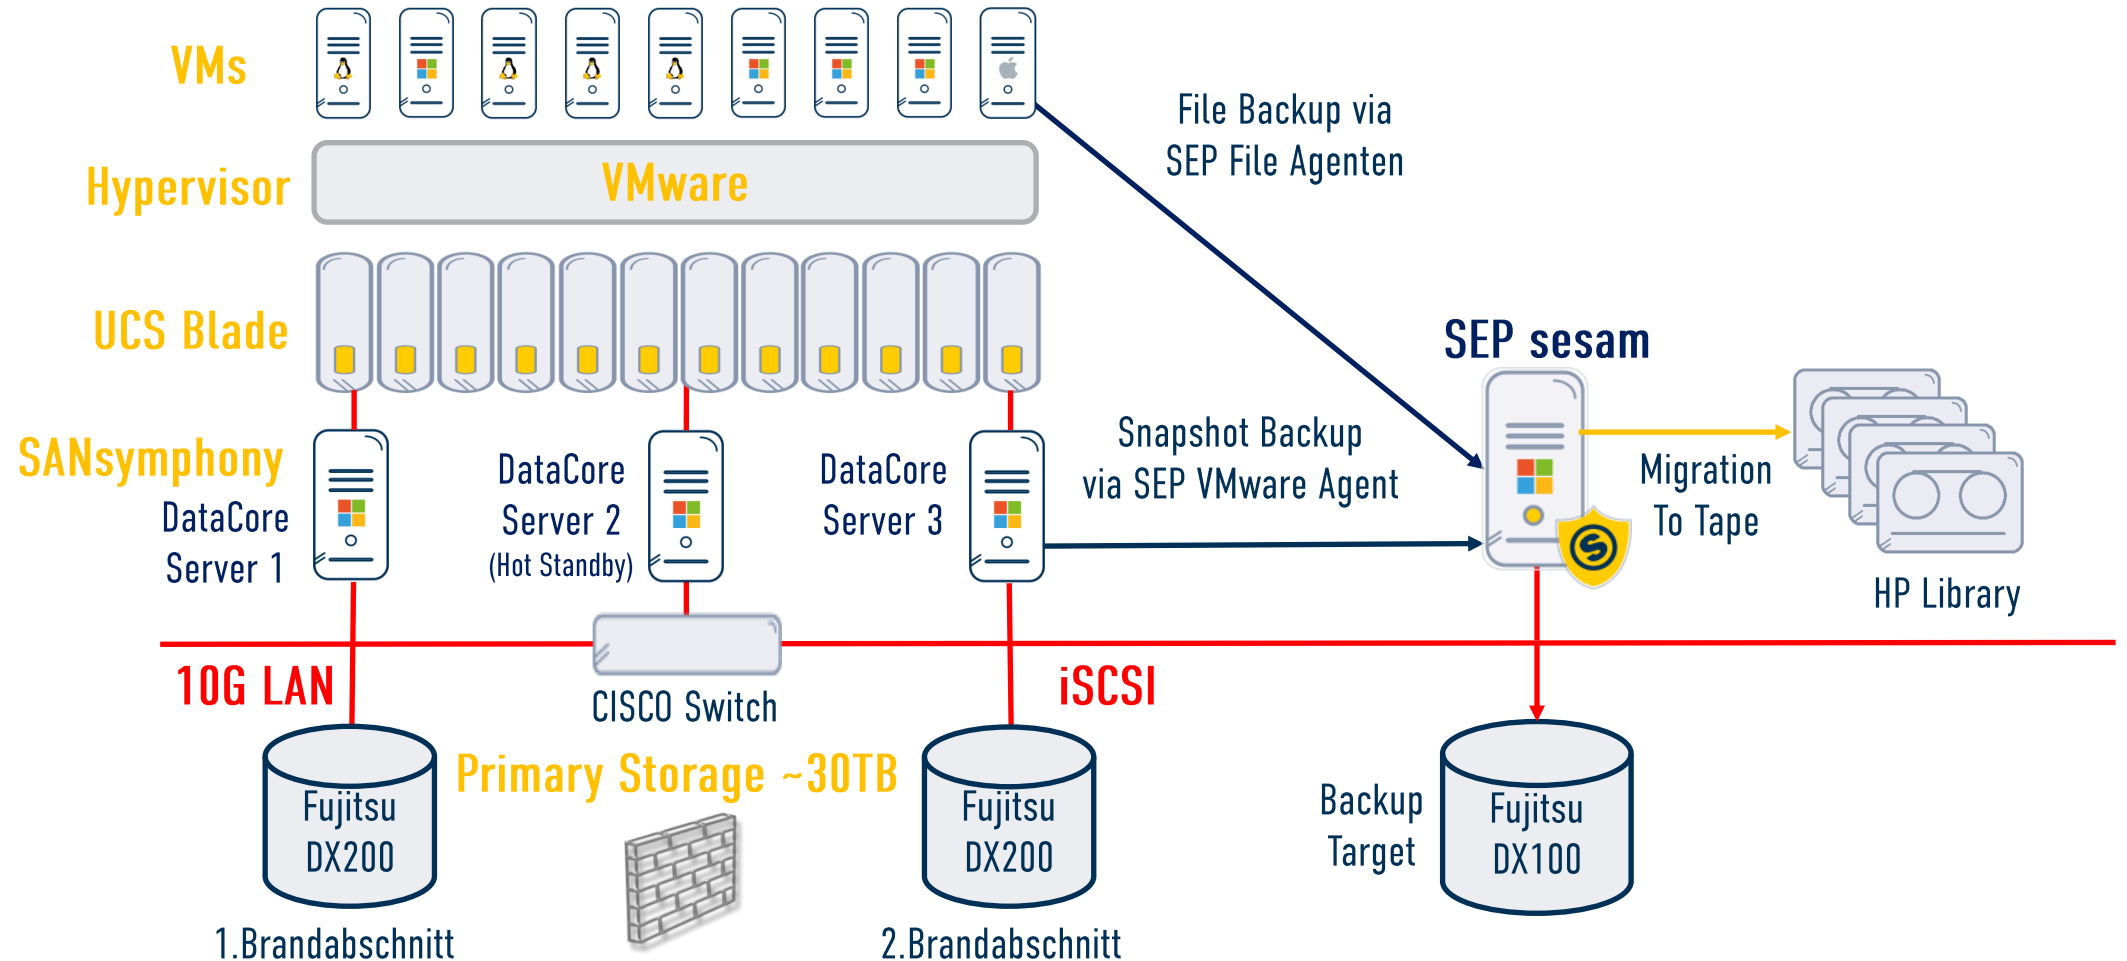 VMs
File Backup via
SEP File Agenten
Hypervisor
VMware
UCS Blade
SEP sesam
SANsymphony
DataCore
Server 1
DataCore
Server 2
(Hot Standby)
DataCore
Server 3
Snapshot Backup
via SEP VMware Agent
Migration
To Tape
S
HP Library
10G LAN
CISCO Switch
iSCSI
Primary Storage ~30TB
Fujitsu
DX200
Fujitsu
DX200
Backup
Target
Fujitsu
DX100
1.Brandabschnitt
2.Brandabschnitt